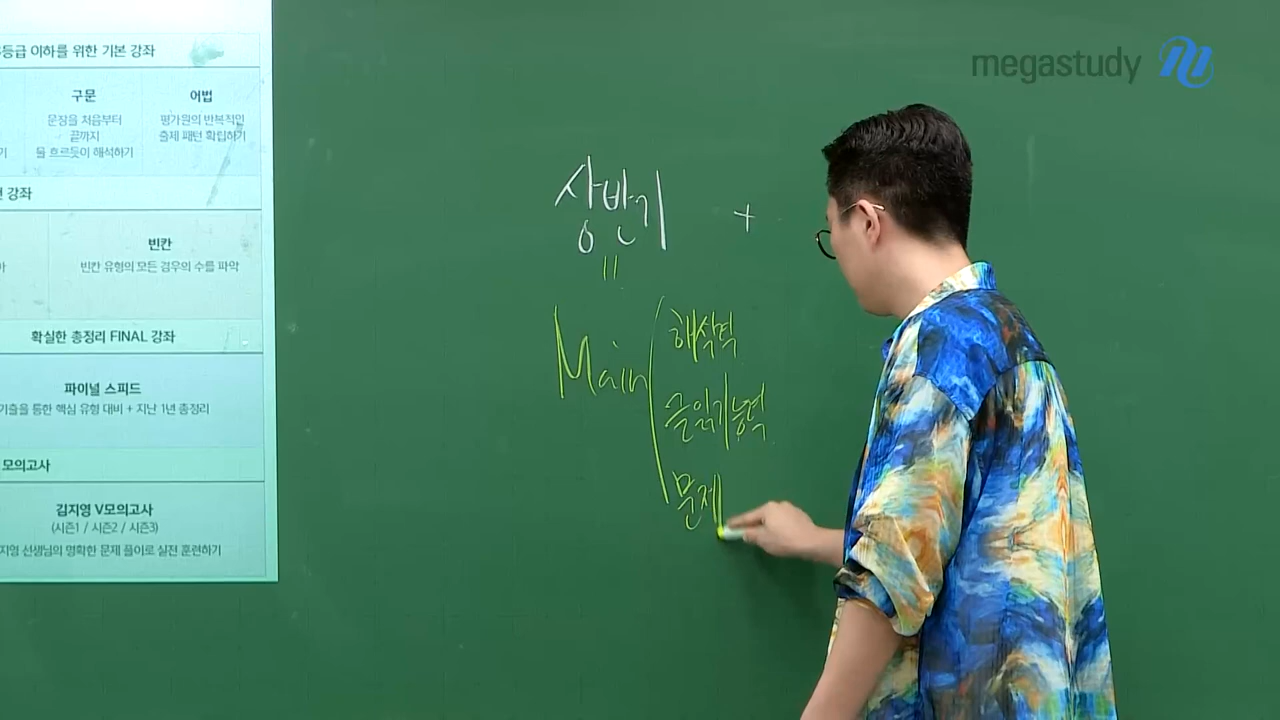 등급 이하를 위한 기본 강좌
구문
문장을 처음부터
끝까지
물 흐르듯이 해석하기
어법
평가원의 반복적인
출제 패턴 확립하기
강좌
빈칸
빈칸 유형의 모든 경우의 수를 파악
확실한 총정리 FINAL 강좌
파이널 스피드
기출을 통한 핵심 유형 대비 + 지난 1년 총정리
모의고사
김지영 V모의고사
(시즌1 / 시즌2 / 시즌3)
지영 선생님의 명확한 문제 풀이로 실전 훈련하기
megastudy
상반기 +
=
Main
해석력
글읽기능력
문제